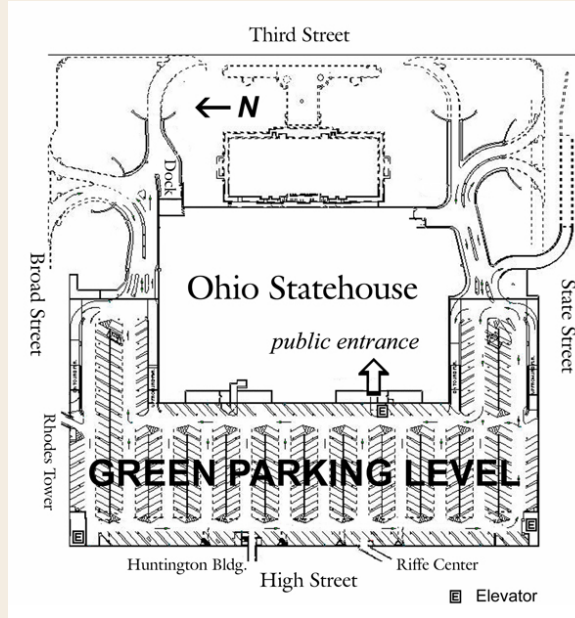 Third Street
N
Dock
Ohio Statehouse
public entrance
Broad Street
State Street
E
Rhodes Tower
GREEN PARKING LEVEL
E
E
Huntington Bldg.
Riffe Center
High Street
E Elevator